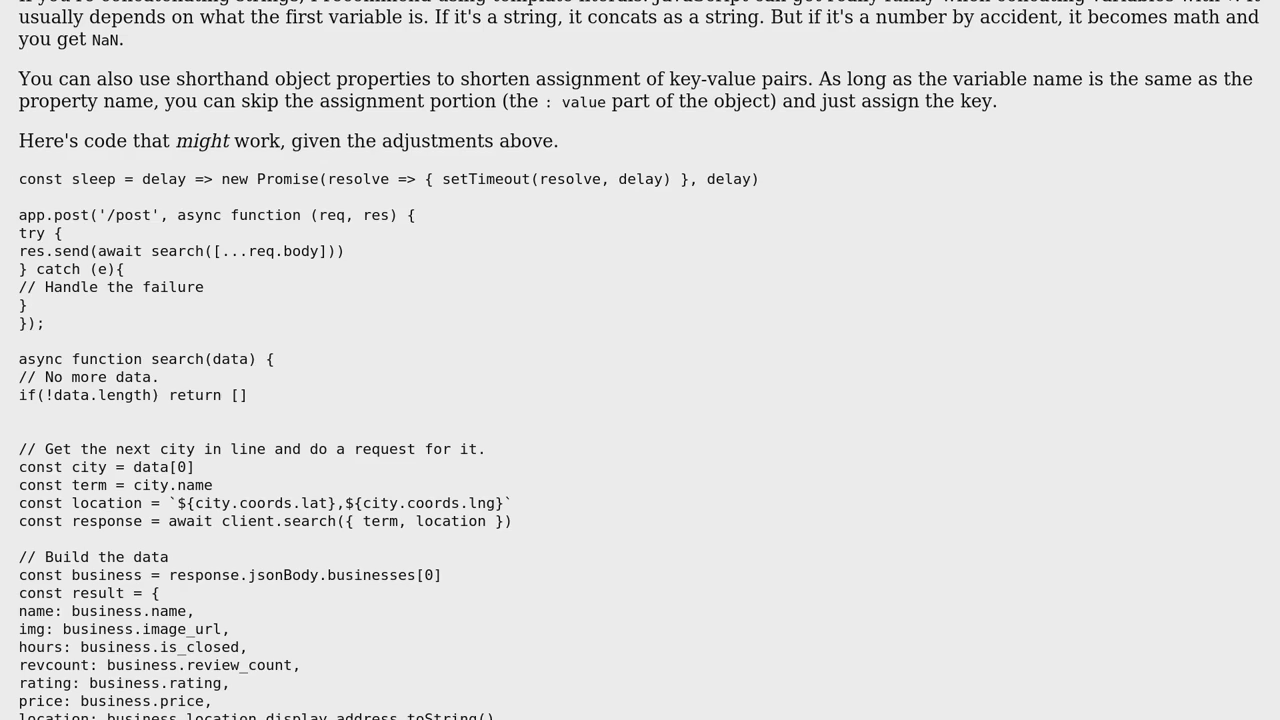 usually depends on what the first variable is. If it's a string, it concats as a string. But if it's a number by accident, it becomes math and
you get NaN.
You can also use shorthand object properties to shorten assignment of key-value pairs. As long as the variable name is the same as the
property name, you can skip the assignment portion (the : value part of the object) and just assign the key.
Here's code that might work, given the adjustments above.
const sleep = delay => new Promise(resolve => { setTimeout(resolve, delay) }, delay)
app.post('/post', async function (req, res) {
try {
res.send(await search([...req.body]))
} catch (e){
// Handle the failure
}
});
async function search(data) {
// No more data.
if(!data.length) return []
// Get the next city in line and do a request for it.
const city = data[0]
const term = city.name
const location = `${city.coords.lat},${city.coords.lng}`
const response = await client.search({ term, location })
// Build the data
const business = response.jsonBody.businesses[0]
const result = {
name: business.name,
img: business.image_url,
hours: business.is_closed,
revcount: business.review_count,
rating: business.rating,
price: business.price,
location: business.location.display_address.toString()